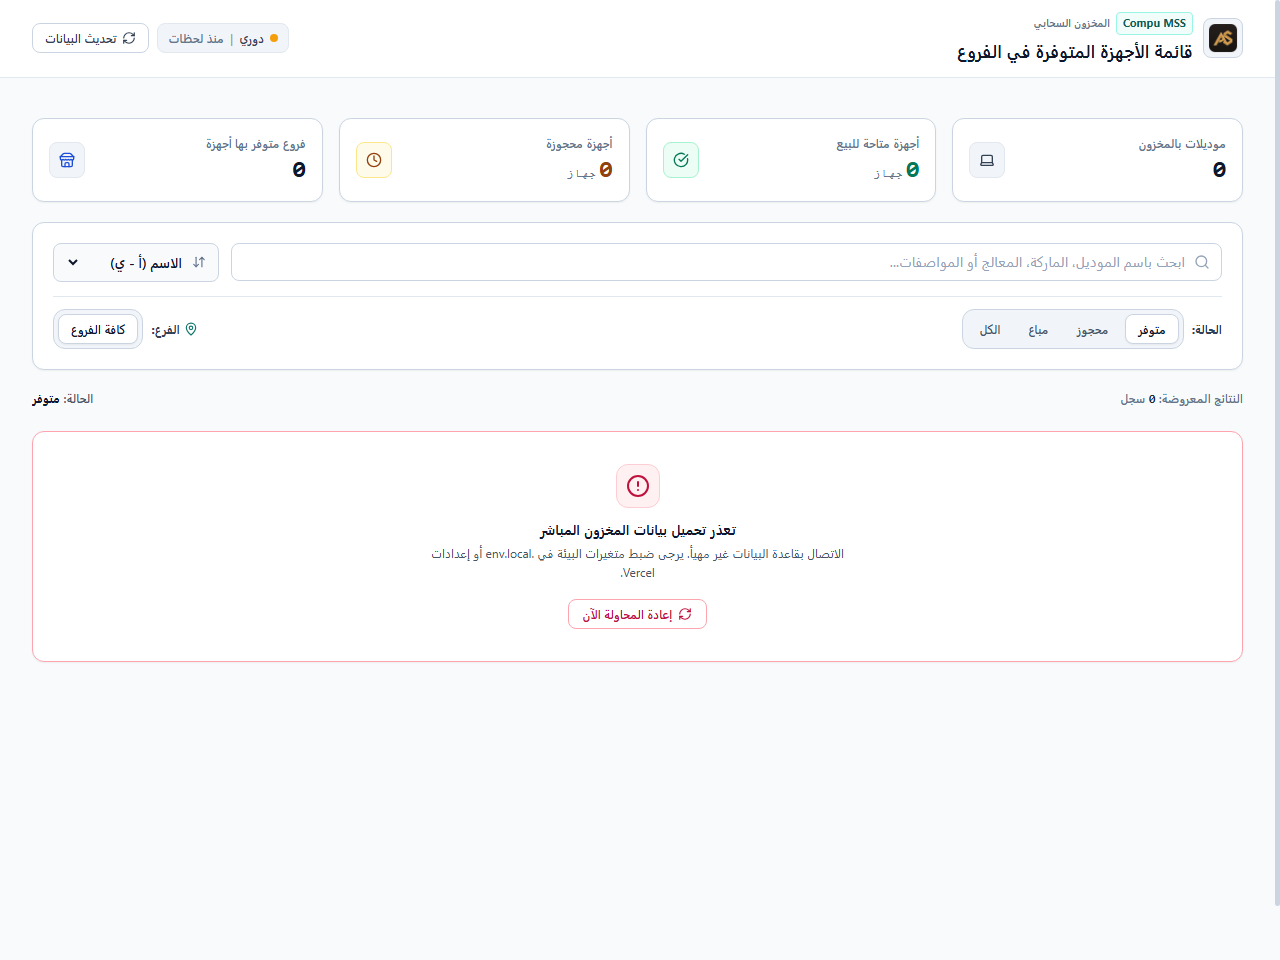 Compu MSS المخزون السحابي
قائمة الأجهزة المتوفرة في الفروع
دوري | منذ لحظات
تحديث البيانات
موديلات بالمخزون
0
أجهزة متاحة للبيع
0 جهاز
أجهزة محجوزة
0 جهاز
فروع متوفر بها أجهزة
0
ابحث باسم الموديل، الماركة، المعالج أو المواصفات...
الاسم (أ - ي)
الحالة: متوفر محجوز مباع الكل
الفرع: كافة الفروع
النتائج المعروضة: 0 سجل
الحالة: متوفر
تعذر تحميل بيانات المخزون المباشر
الاتصال بقاعدة البيانات غير مهيأ. يرجى ضبط متغيرات البيئة في .env.local أو إعدادات
Vercel.
إعادة المحاولة الآن